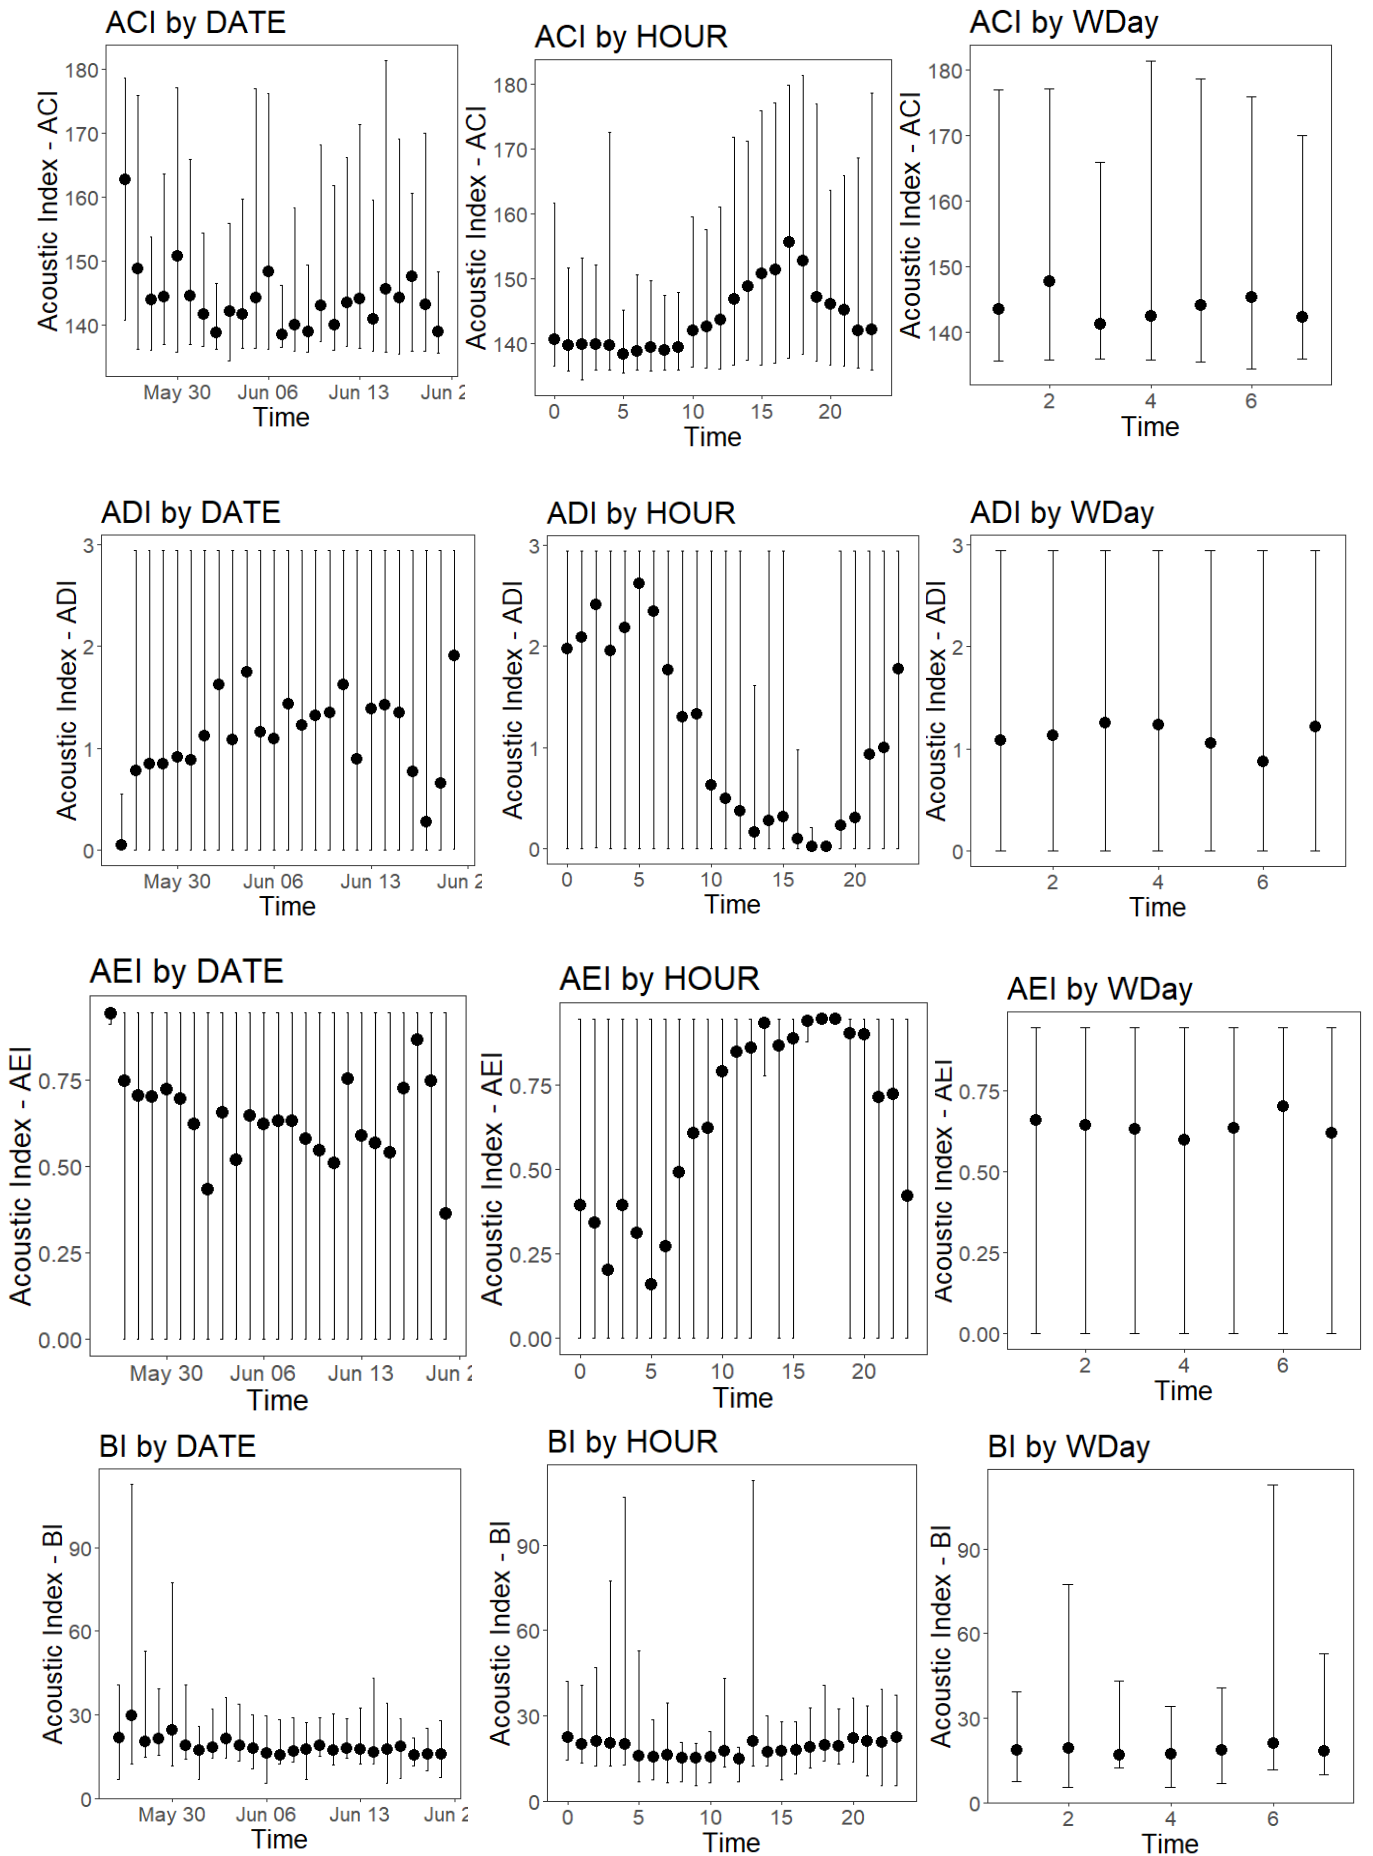 ACI by DATE
Acoustic Index - ACI
180
170
160
150
140
May 30
Jun 06
Jun 13
Jun 2
Time
ACI by HOUR
Acoustic Index - ACI
180
170
160
150
140
0
5
10
15
20
Time
ACI by WDay
Acoustic Index - ACI
180
170
160
150
140
2
4
6
Time
ADI by DATE
Acoustic Index - ADI
3
2
1
0
May 30
Jun 06
Jun 13
Jun 2
Time
ADI by HOUR
Acoustic Index - ADI
3
2
1
0
0
5
10
15
20
Time
ADI by WDay
Acoustic Index - ADI
3
2
1
0
2
4
6
Time
AEI by DATE
Acoustic Index - AEI
0.75
0.50
0.25
0.00
May 30
Jun 06
Jun 13
Jun 2
Time
AEI by HOUR
Acoustic Index - AEI
0.75
0.50
0.25
0.00
0
5
10
15
20
Time
AEI by WDay
Acoustic Index - AEI
0.75
0.50
0.25
0.00
2
4
6
Time
BI by DATE
Acoustic Index - BI
90
60
30
0
May 30
Jun 06
Jun 13
Jun 2
Time
BI by HOUR
Acoustic Index - BI
90
60
30
0
0
5
10
15
20
Time
BI by WDay
Acoustic Index - BI
90
60
30
0
2
4
6
Time